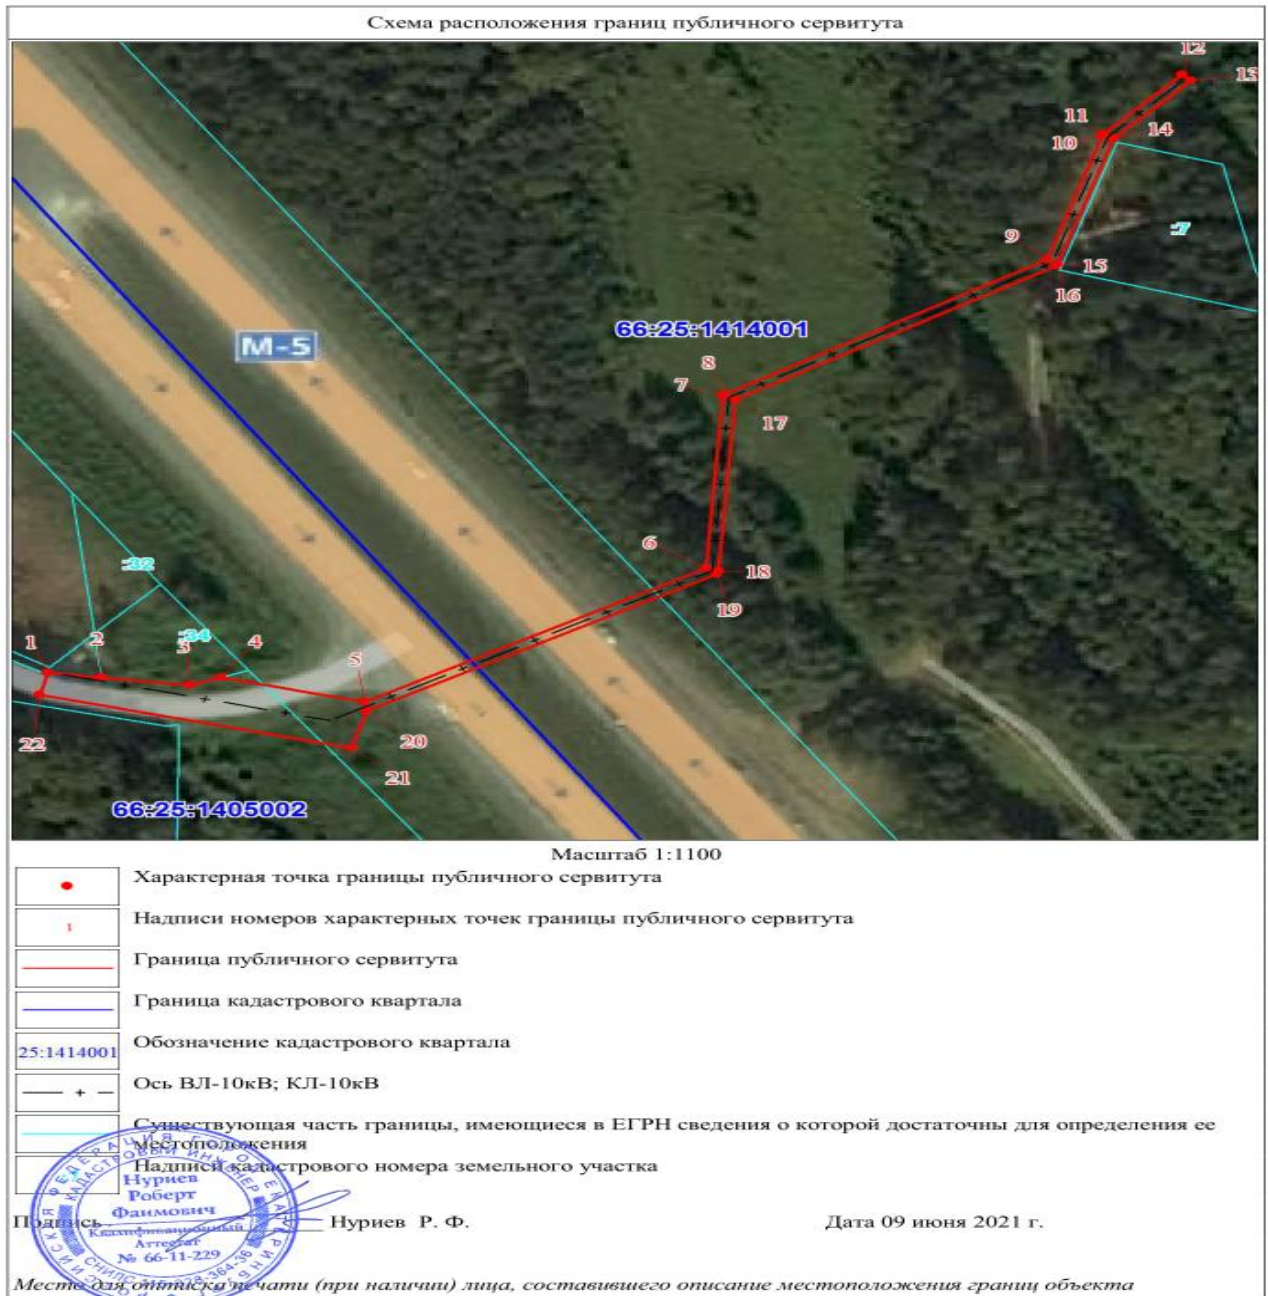 Схема расположения границ публичного сервитута
12
13
11
14
10
:7
9
15
16
66:25:1414001
М-5
8
7
17
6
18
:32
19
1
2
:34
3
4
5
22
20
21
66:25:1405002
Масштаб 1:1100
Характерная точка границы публичного сервитута
1
Надписи номеров характерных точек границы публичного сервитута
Граница публичного сервитута
Граница кадастрового квартала
25:1414001
Обозначение кадастрового квартала
Ось ВЛ-10кВ; КЛ-10кВ
Существующая часть границы, имеющиеся в ЕГРН сведения о которой достаточны для определения ее
местоположения
Надписи кадастрового номера земельного участка
КАДАСТРОВЫЙ ИНЖЕНЕР
Нуриев
Роберт
Фаимович
Квалификационный
Аттестат
№ 66-11-229
Подпись
Нуриев Р. Ф.
Дата 09 июня 2021 г.
Место для оттиска печати (при наличии) лица, составившего описание местоположения границ объекта